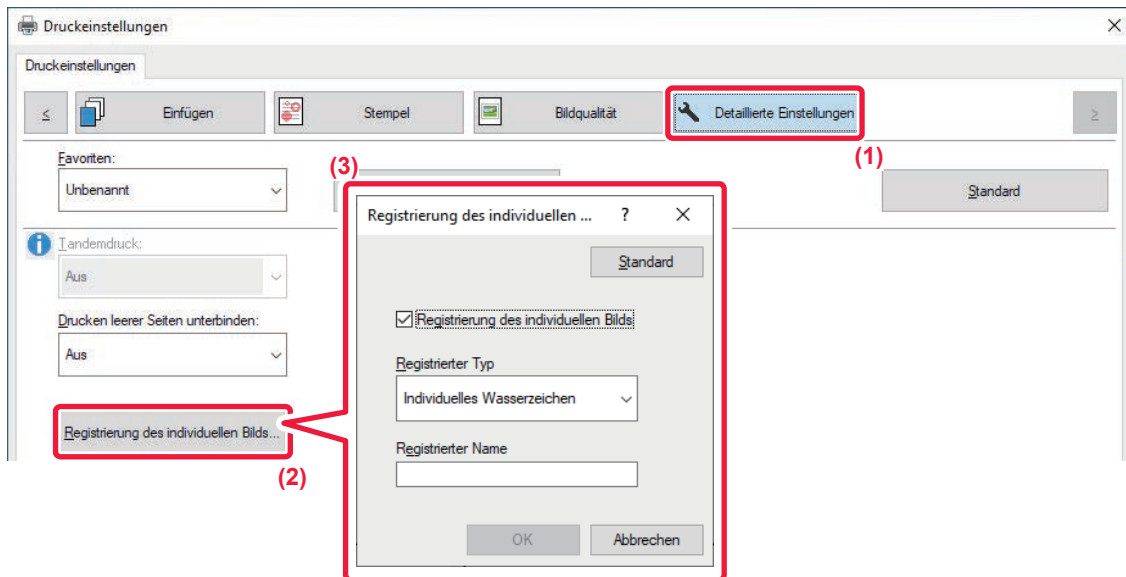 Druckeinstellungen
Druckeinstellungen
<
Einfügen
Stempel
Bildqualität
Detaillierte Einstellungen
>
(1)
Favoriten:
Unbenannt
(3)
Standard
Tandemdruck:
Aus
Drucken leerer Seiten unterbinden:
Aus
Registrierung des individuellen Bilds...
(2)
Registrierung des individuellen ...
?
Standard
Registrierung des individuellen Bilds
Registrierter Typ
Individuelles Wasserzeichen
Registrierter Name
OK
Abbrechen